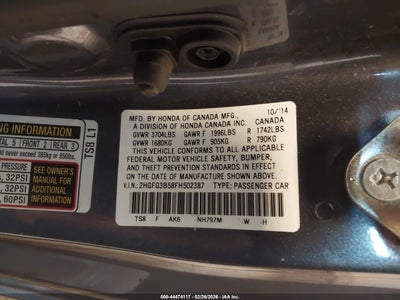 MFD. BY HONDA OF CANADA MFG., 10/'14
A DIVISION OF HONDA CANADA INC. CANADA
GVWR 3704LBS GAWR F 1996LBS R 1742LBS
GVWR 1680KG GAWR F 905KG R 790KG
THIS VEHICLE CONFORMS TO ALL APPLICABLE
FEDERAL MOTOR VEHICLE SAFETY, BUMPER,
AND THEFT PREVENTION STANDARDS IN EFFECT
ON THE DATE OF MANUFACTURE SHOWN ABOVE.
V.I.N.: 2HGFG3B58FH502387 TYPE: PASSENGER CAR
TS8 F AK6 NH797M -W -H
ING INFORMATION
FRONT 2 REAR 3
never exceed 385kg or 850lbs.
TS8 L1
PRESSURE
, 32PSI
, 32PSI
, 60PSI
SEE OWNER'S
MANUAL FOR
ADDITIONAL
INFORMATION
000-44474117 - 02/26/2026 - IAA Inc.